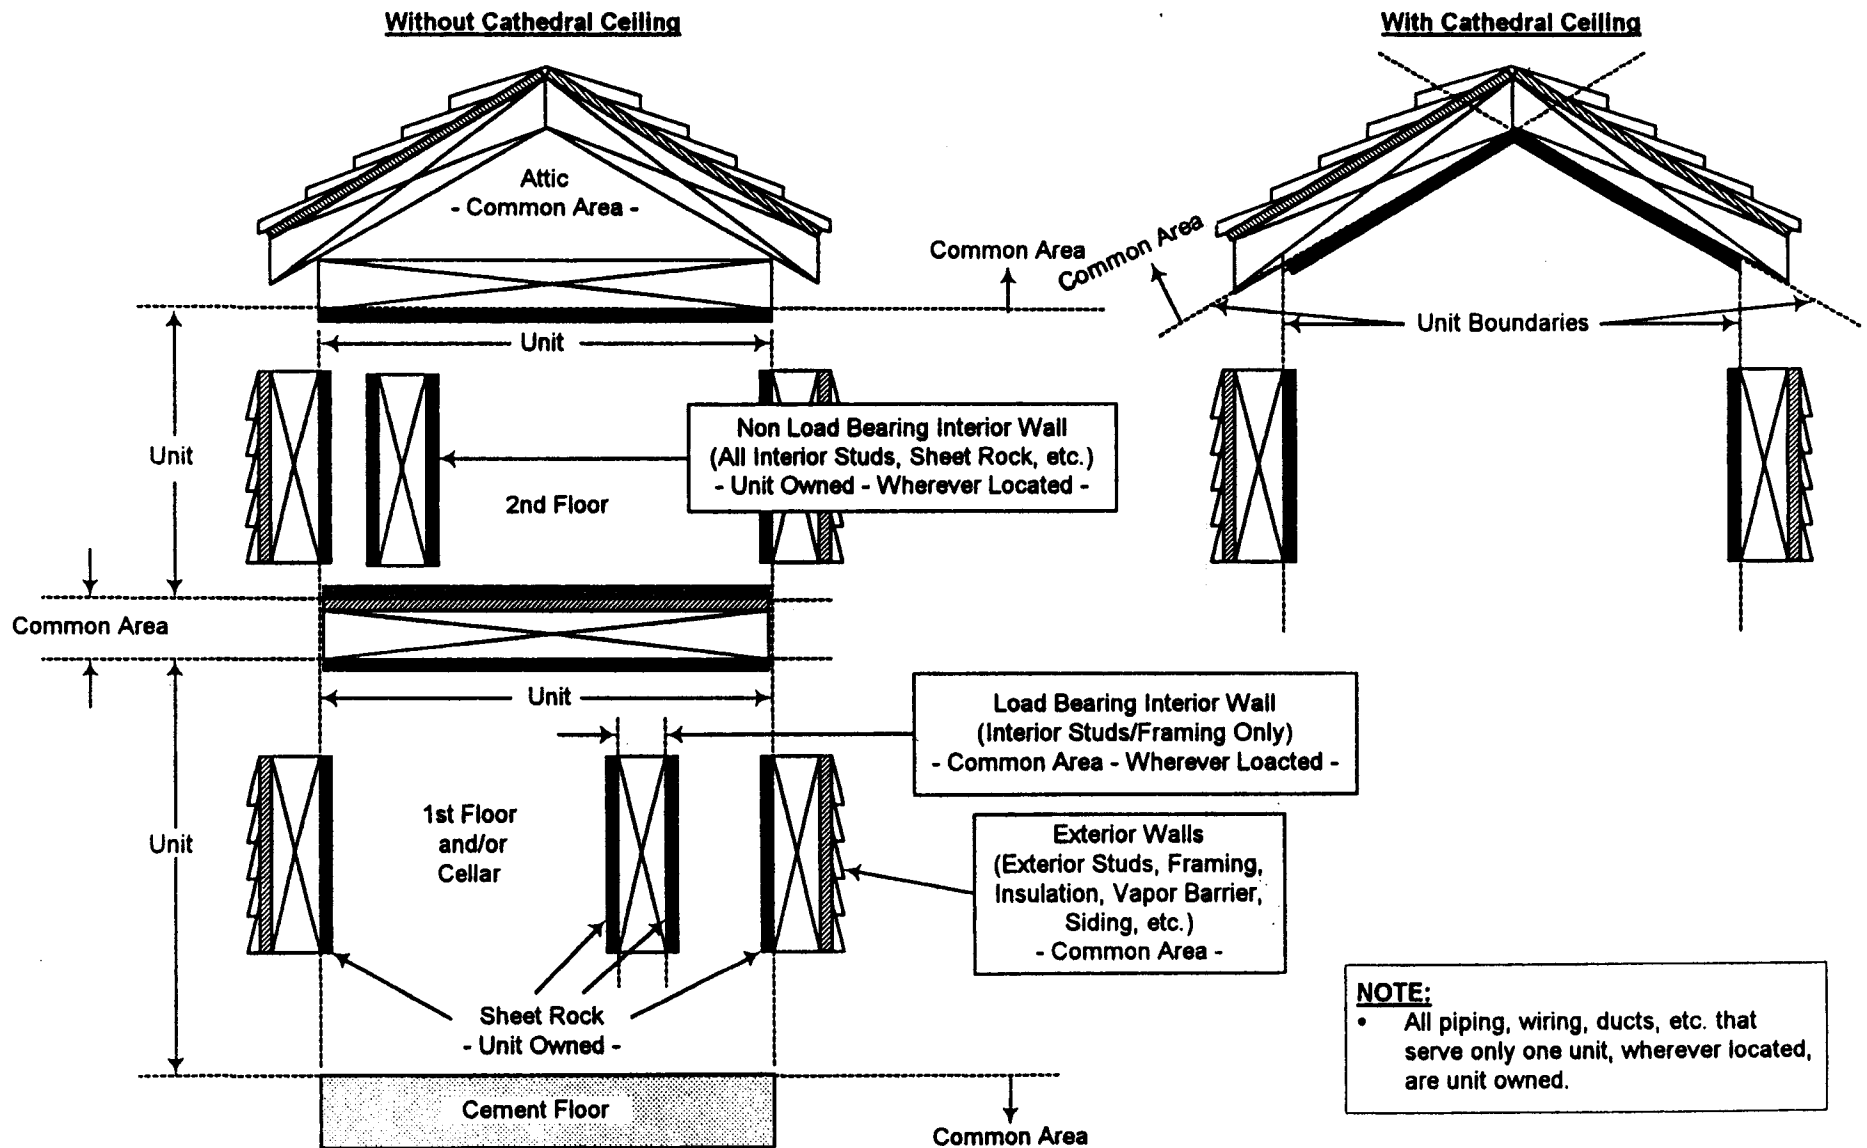 Without Cathedral Ceiling
With Cathedral Ceiling
Attic
- Common Area -
Common Area
Common Area
Unit
Unit Boundaries
Unit
Non Load Bearing Interior Wall
(All Interior Studs, Sheet Rock, etc.)
- Unit Owned - Wherever Located -
2nd Floor
Common Area
Unit
Load Bearing Interior Wall
(Interior Studs/Framing Only)
- Common Area - Wherever Loacted -
Unit
1st Floor
and/or
Cellar
Exterior Walls
(Exterior Studs, Framing,
Insulation, Vapor Barrier,
Siding, etc.)
- Common Area -
Sheet Rock
- Unit Owned -
NOTE:
• All piping, wiring, ducts, etc. that
serve only one unit, wherever located,
are unit owned.
Cement Floor
Common Area